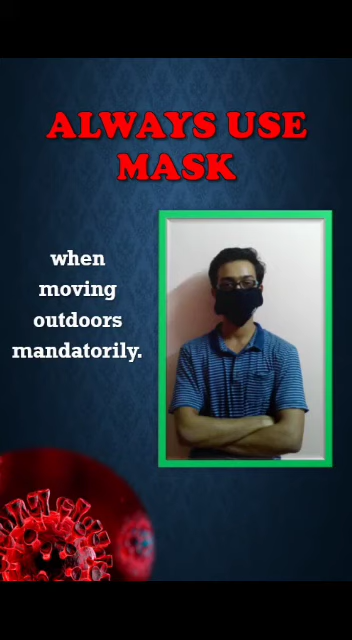 ALWAYS USE
MASK
when
moving
outdoors
mandatorily.